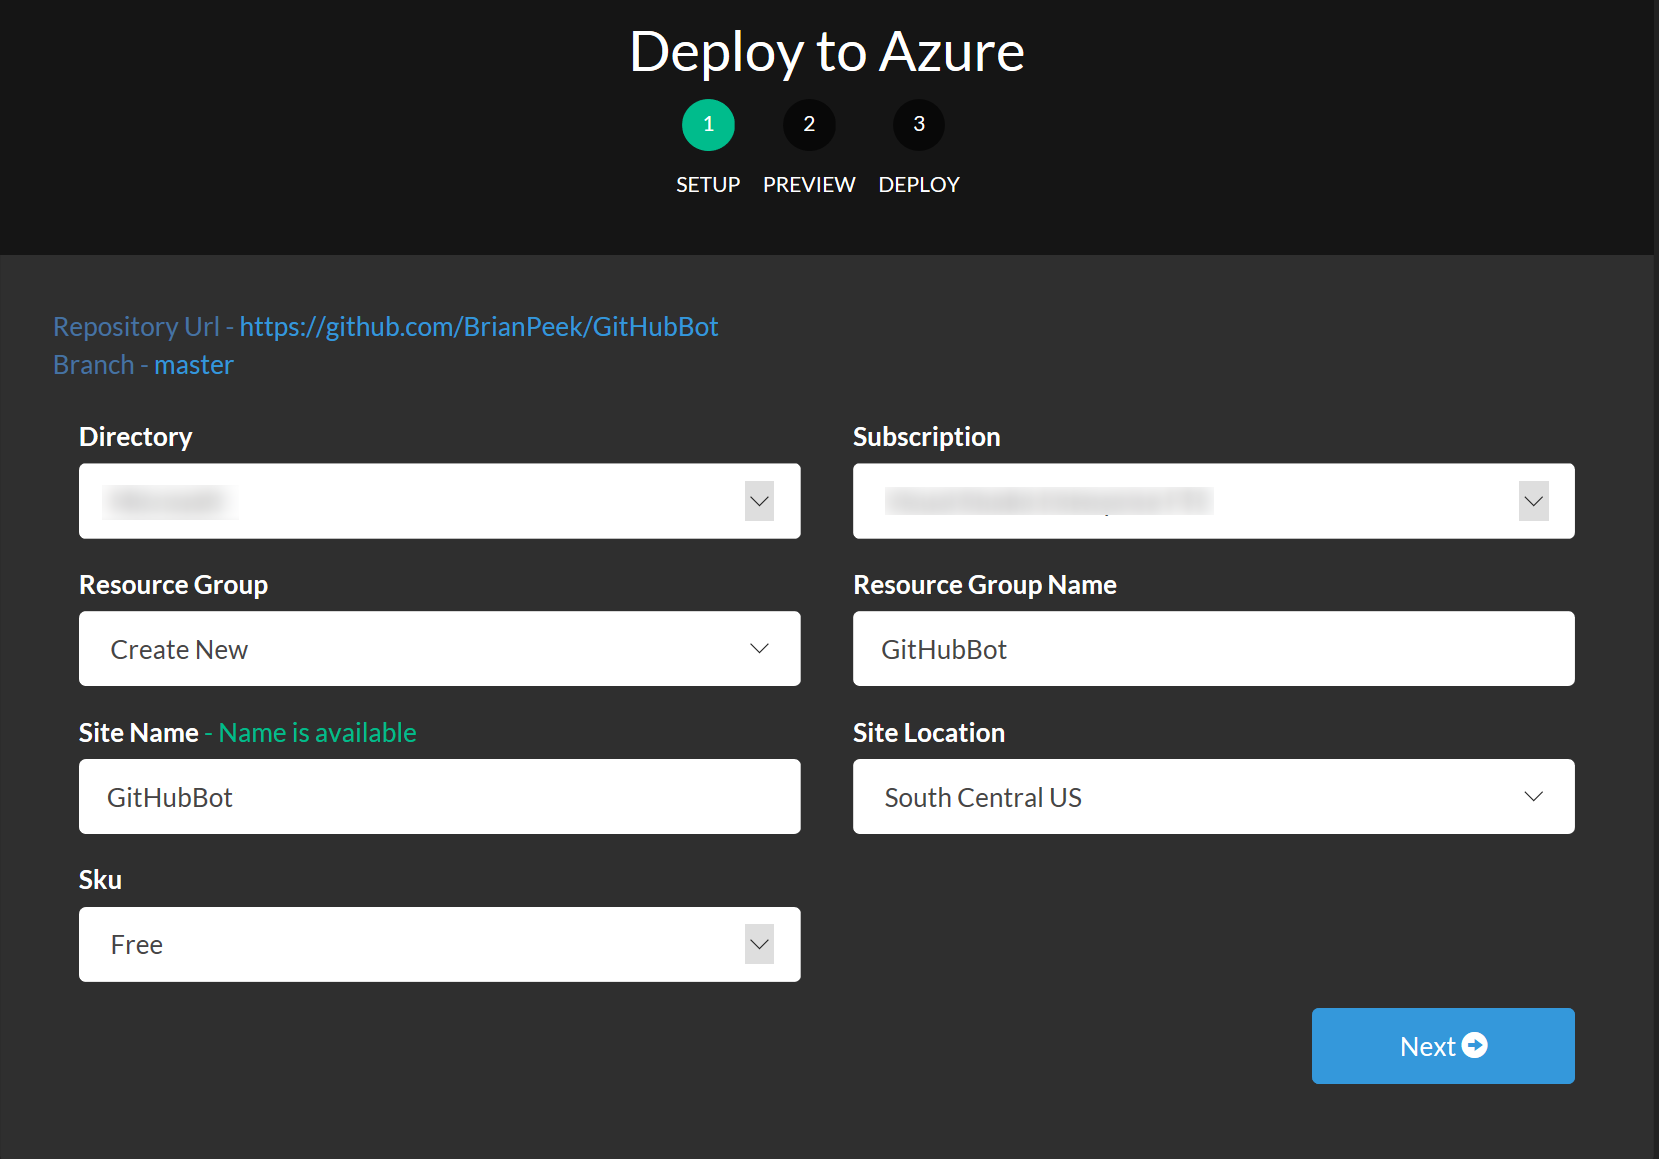 Deploy to Azure
1 2 3
SETUP PREVIEW DEPLOY
Repository Url - https://github.com/BrianPeek/GitHubBot
Branch - master
Directory Subscription
Resource Group Resource Group Name
Create New GitHubBot
Site Name - Name is available Site Location
GitHubBot South Central US
Sku
Free
Next